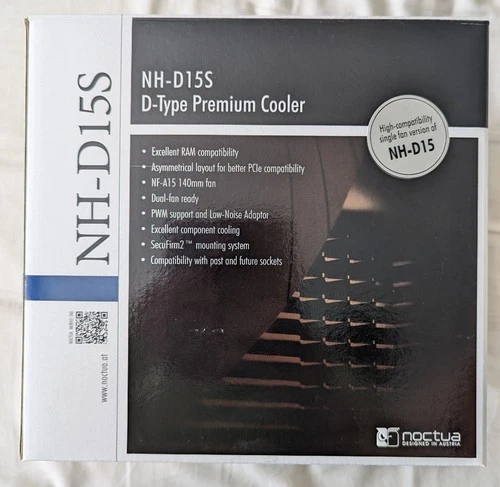 NH-D15S
NH-D15S
D-Type Premium Cooler
High-compatibility
single fan version of
NH-D15
• Excellent RAM compatibility
• Asymmetrical layout for better PCIe compatibility
• NF-A15 140mm fan
• Dual-fan ready
• PWM support and Low-Noise Adaptor
• Excellent component cooling
• SecuFirm2™ mounting system
• Compatibility with past and future sockets
www.noctua.at
noctua
DESIGNED IN AUSTRIA